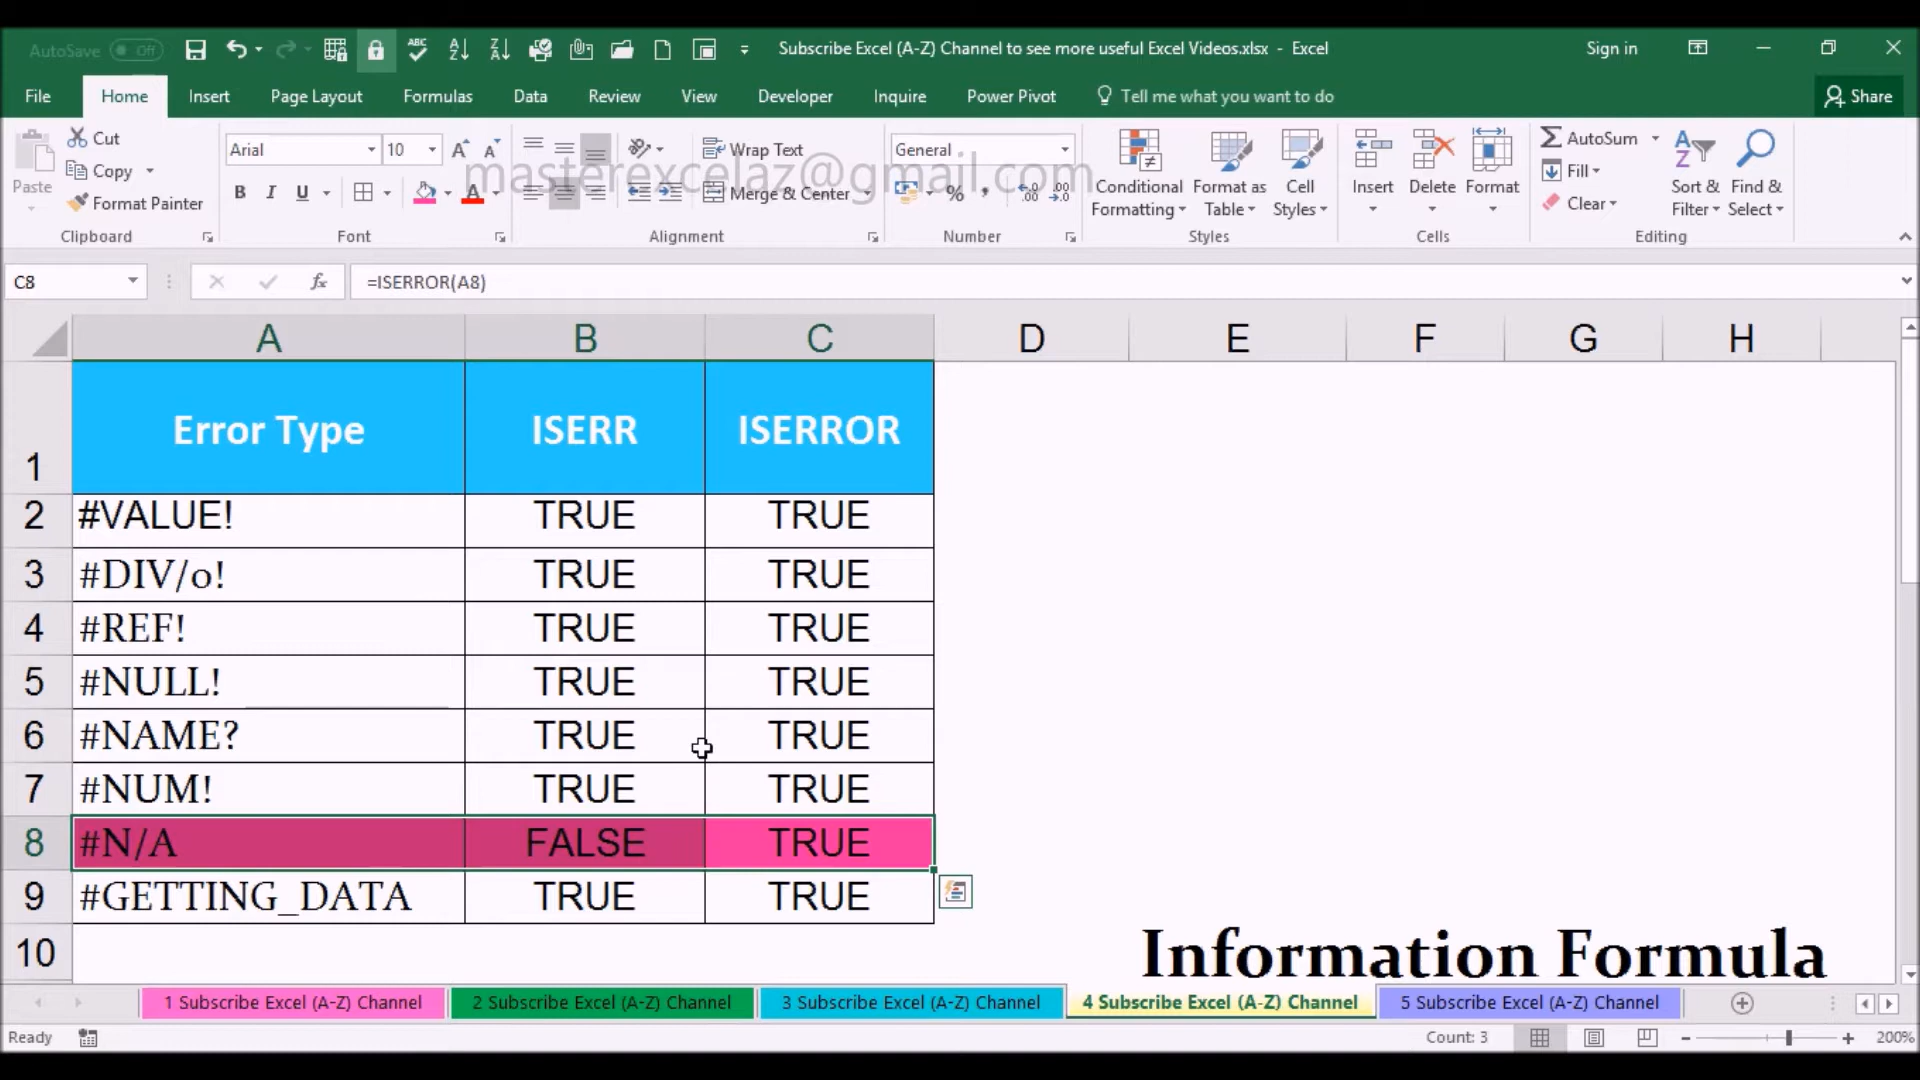 AutoSave Off
Subscribe Excel (A-Z) Channel to see more useful Excel Videos.xlsx - Excel
Sign in
File Home Insert Page Layout Formulas Data Review View Developer Inquire Power Pivot Tell me what you want to do Share
Paste
Cut
Copy
Format Painter
Clipboard
Arial 10
B I U
Font
Wrap Text
Merge & Center
Alignment
General
%
Number
Conditional Formatting
Format as Table
Cell Styles
Styles
Insert Delete Format
Cells
AutoSum
Fill
Clear
Sort & Filter
Find & Select
Editing
masterexcelaz@gmail.com
C8 fx =ISERROR(A8)
A B C D E F G H
1 Error Type ISERR ISERROR
2 #VALUE! TRUE TRUE
3 #DIV/0! TRUE TRUE
4 #REF! TRUE TRUE
5 #NULL! TRUE TRUE
6 #NAME? TRUE TRUE
7 #NUM! TRUE TRUE
8 #N/A FALSE TRUE
9 #GETTING_DATA TRUE TRUE
10
Information Formula
1 Subscribe Excel (A-Z) Channel 2 Subscribe Excel (A-Z) Channel 3 Subscribe Excel (A-Z) Channel 4 Subscribe Excel (A-Z) Channel 5 Subscribe Excel (A-Z) Channel
Ready Count: 3 200%